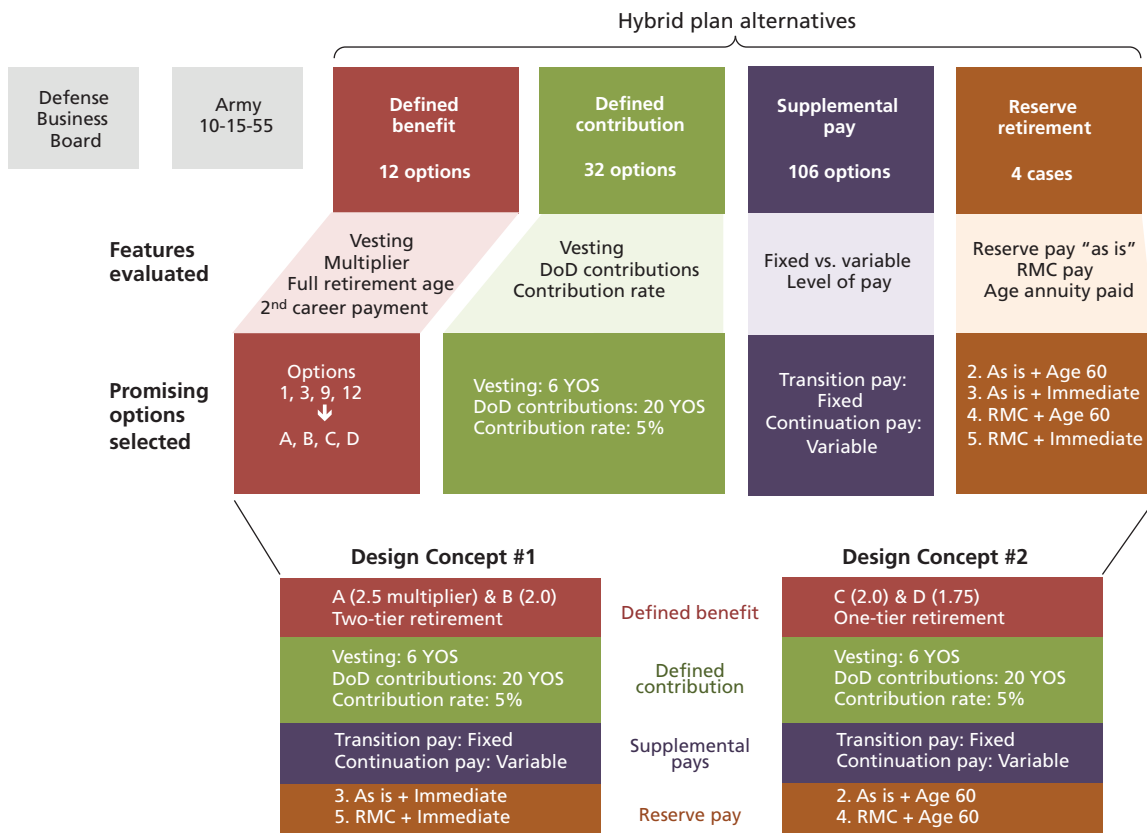 Hybrid plan alternatives
Defense
Business
Board
Army
10-15-55
Defined
benefit
12 options
Defined
contribution
32 options
Supplemental
pay
106 options
Reserve
retirement
4 cases
Features
evaluated
Vesting
Multiplier
Full retirement age
2nd career payment
Vesting
DoD contributions
Contribution rate
Fixed vs. variable
Level of pay
Reserve pay “as is”
RMC pay
Age annuity paid
Promising
options
selected
Options
1, 3, 9, 12
↓
A, B, C, D
Vesting: 6 YOS
DoD contributions: 20 YOS
Contribution rate: 5%
Transition pay:
Fixed
Continuation pay:
Variable
2. As is + Age 60
3. As is + Immediate
4. RMC + Age 60
5. RMC + Immediate
Design Concept #1
Design Concept #2
A (2.5 multiplier) & B (2.0)
Two-tier retirement
Defined benefit
C (2.0) & D (1.75)
One-tier retirement
Vesting: 6 YOS
DoD contributions: 20 YOS
Contribution rate: 5%
Defined
contribution
Vesting: 6 YOS
DoD contributions: 20 YOS
Contribution rate: 5%
Transition pay: Fixed
Continuation pay: Variable
Supplemental
pays
Transition pay: Fixed
Continuation pay: Variable
3. As is + Immediate
5. RMC + Immediate
Reserve pay
2. As is + Age 60
4. RMC + Age 60